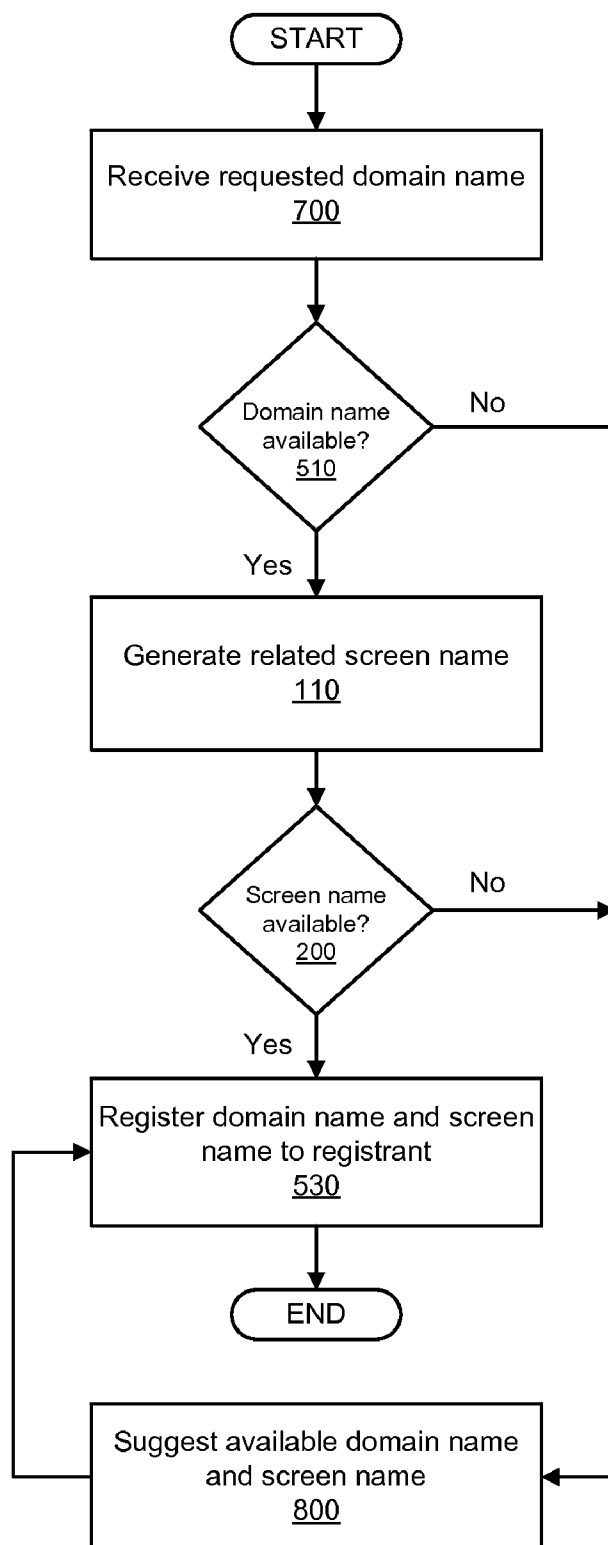 START
Receive requested domain name
700
Domain name
available?
510
No
Yes
Generate related screen name
110
Screen name
available?
200
No
Yes
Register domain name and screen
name to registrant
530
END
Suggest available domain name
and screen name
800